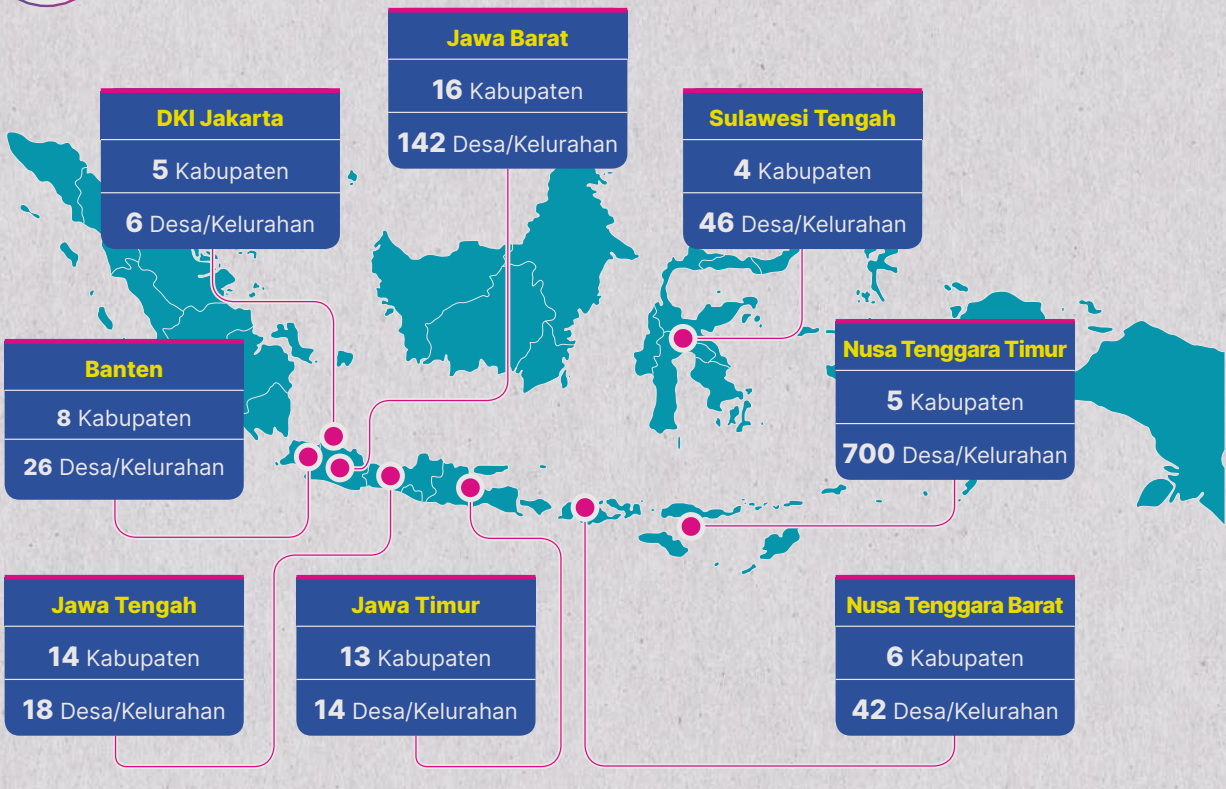 Jawa Barat
16 Kabupaten
142 Desa/Kelurahan
DKI Jakarta
5 Kabupaten
6 Desa/Kelurahan
Sulawesi Tengah
4 Kabupaten
46 Desa/Kelurahan
Banten
8 Kabupaten
26 Desa/Kelurahan
Nusa Tenggara Timur
5 Kabupaten
700 Desa/Kelurahan
Jawa Tengah
14 Kabupaten
18 Desa/Kelurahan
Jawa Timur
13 Kabupaten
14 Desa/Kelurahan
Nusa Tenggara Barat
6 Kabupaten
42 Desa/Kelurahan